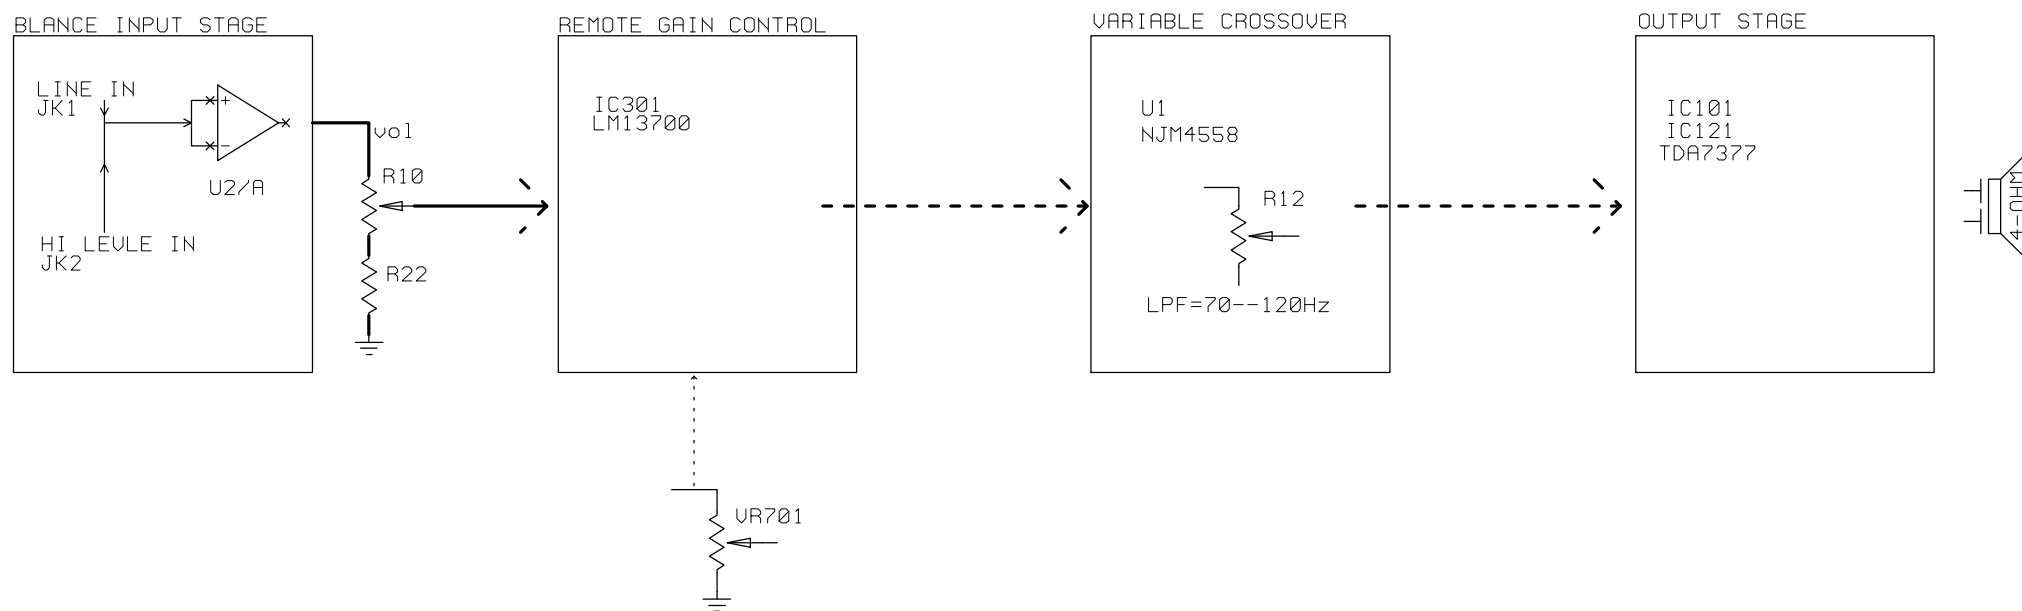 BLANCE INPUT STAGE
LINE IN
JK1
+
-
U2/A
HI LEVLE IN
JK2
vol
R10
R22
REMOTE GAIN CONTROL
IC301
LM13700
VR701
VARIABLE CROSSOVER
U1
NJM4558
R12
LPF=70--120Hz
OUTPUT STAGE
IC101
IC121
TDA7377
4-OHM